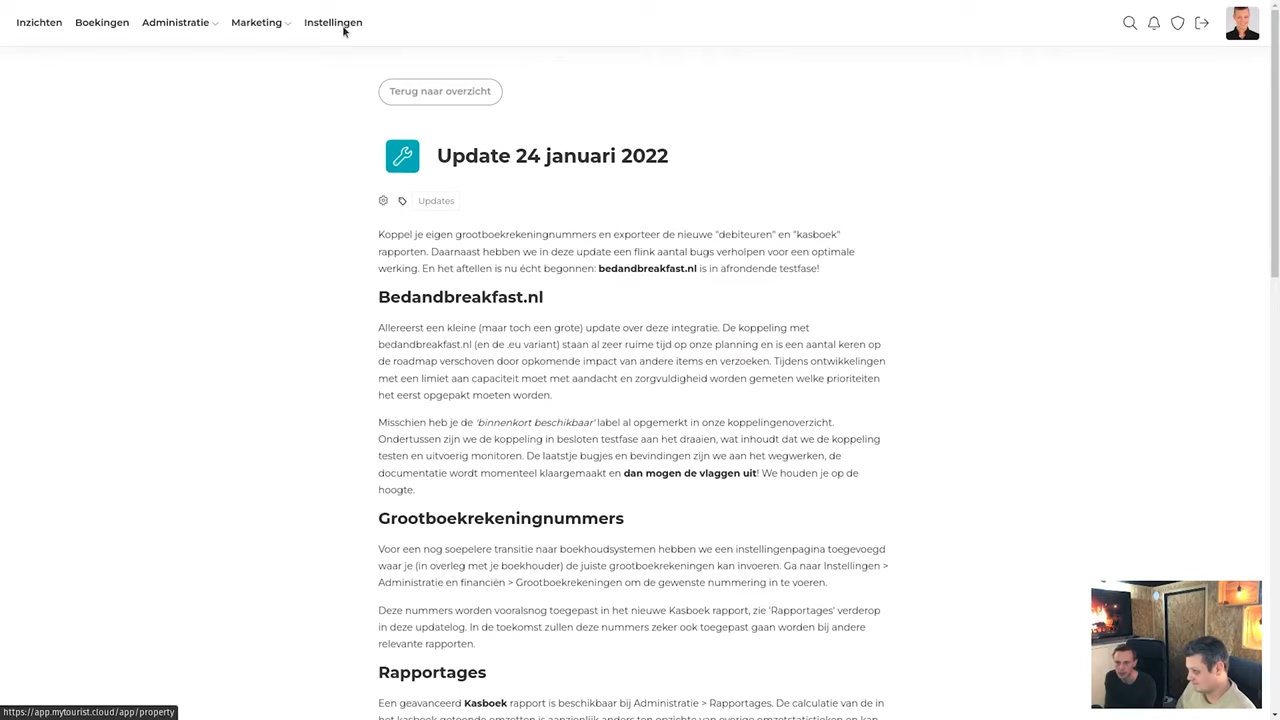 Inzichten Boekingen Administratie Marketing Instellingen
Terug naar overzicht
Update 24 januari 2022
Updates
Koppel je eigen grootboekrekeningnummers en exporteer de nieuwe "debiteuren" en "kasboek"
rapporten. Daarnaast hebben we in deze update een flink aantal bugs verholpen voor een optimale
werking. En het aftellen is nu écht begonnen: bedandbreakfast.nl is in afrondende testfase!
Bedandbreakfast.nl
Allereerst een kleine (maar toch een grote) update over deze integratie. De koppeling met
bedandbreakfast.nl (en de .eu variant) staan al zeer ruime tijd op onze planning en is een aantal keren op
de roadmap verschoven door opkomende impact van andere items en verzoeken. Tijdens ontwikkelingen
met een limiet aan capaciteit moet met aandacht en zorgvuldigheid worden gemeten welke prioriteiten
het eerst opgepakt moeten worden.
Misschien heb je de 'binnenkort beschikbaar' label al opgemerkt in onze koppelingenoverzicht.
Ondertussen zijn we de koppeling in besloten testfase aan het draaien, wat inhoudt dat we de koppeling
testen en uitvoerig monitoren. De laatstje bugjes en bevindingen zijn we aan het wegwerken, de
documentatie wordt momenteel klaargemaakt en dan mogen de vlaggen uit! We houden je op de
hoogte.
Grootboekrekeningnummers
Voor een nog soepelere transitie naar boekhoudsystemen hebben we een instellingenpagina toegevoegd
waar je (in overleg met je boekhouder) de juiste grootboekrekeningen kan invoeren. Ga naar Instellingen >
Administratie en financiën > Grootboekrekeningen om de gewenste nummering in te voeren.
Deze nummers worden vooralsnog toegepast in het nieuwe Kasboek rapport, zie 'Rapportages' verderop
in deze updatelog. In de toekomst zullen deze nummers zeker ook toegepast gaan worden bij andere
relevante rapporten.
Rapportages
Een geavanceerd Kasboek rapport is beschikbaar bij Administratie > Rapportages. De calculatie van de in
het kasboek getoonde omzetten is aanzienlijk anders ten opzichte van overige omzetstatistieken en kan
https://app.mytourist.cloud/app/property